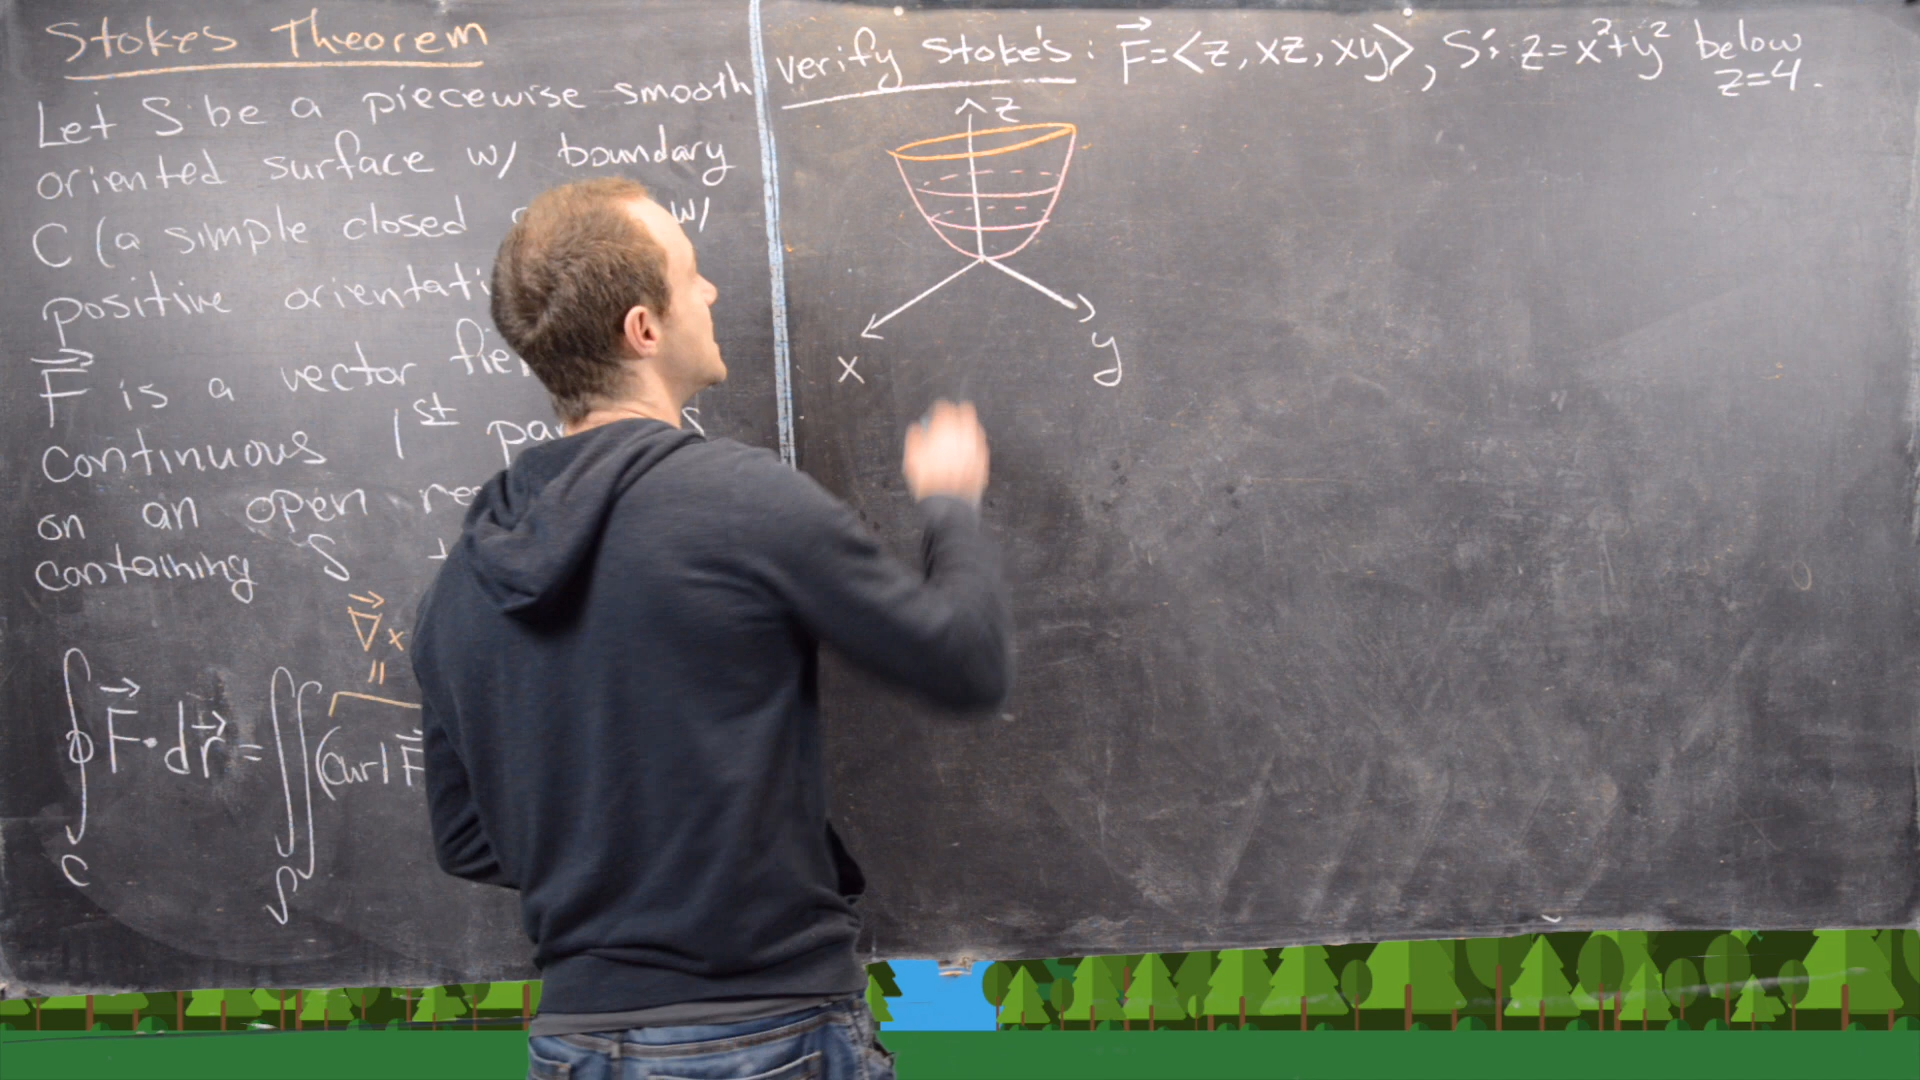 Stokes Theorem
Let S be a piecewise smooth
oriented surface w/ boundary
C (a simple closed w/
positive orientati
F⃗ is a vector fie
continuous 1st par s
on an open re
containing S
∇⃗ x
=
∮ F⃗·dr⃗ = ∬ (Curl F⃗
C S
Verify Stoke's: F⃗=<z, xz, xy>, S: z=x²+y² below
z=4.
z
x
y